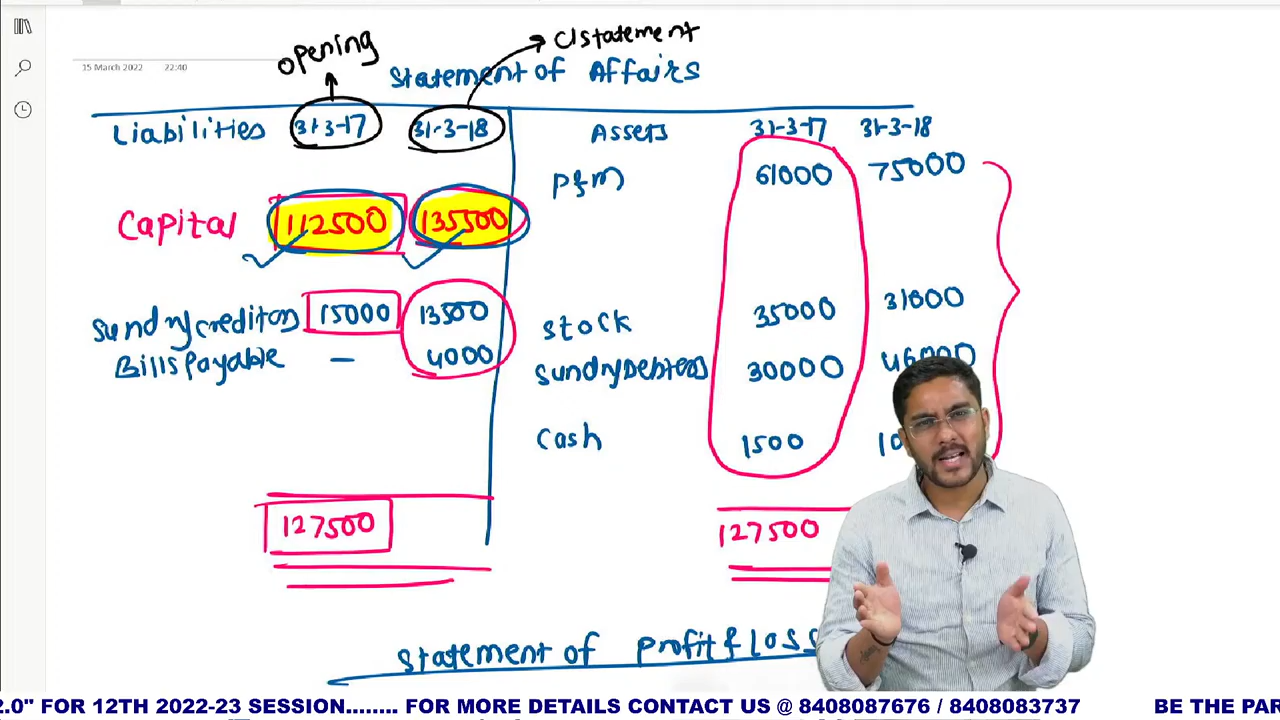 opening
c/statement
15 March 2022 22:40
Statement of Affairs
Liabilities 31-3-17 31-3-18 Assets 31-3-17 31-3-18
P&M 61000 75000
Capital 112500 135500
Sundry creditors 15000 13500 stock 35000 31000
Bills Payable — 4000 sundry Debtors 30000 46000
Cash 1500
127500 127500
statement of profit & loss
2.0" FOR 12TH 2022-23 SESSION........ FOR MORE DETAILS CONTACT US @ 8408087676 / 8408083737 BE THE PAR